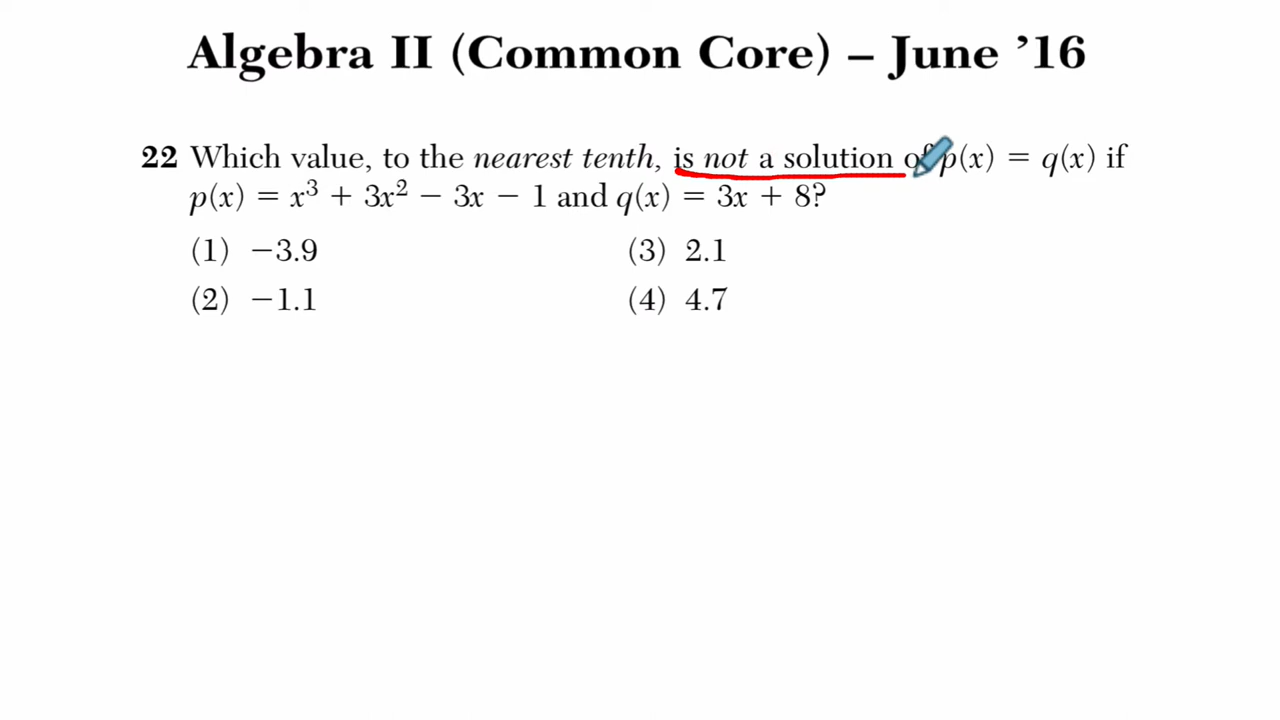 Algebra II (Common Core) – June ’16
22 Which value, to the nearest tenth, is not a solution of p(x) = q(x) if
p(x) = x³ + 3x² − 3x − 1 and q(x) = 3x + 8?
(1) −3.9 (3) 2.1
(2) −1.1 (4) 4.7